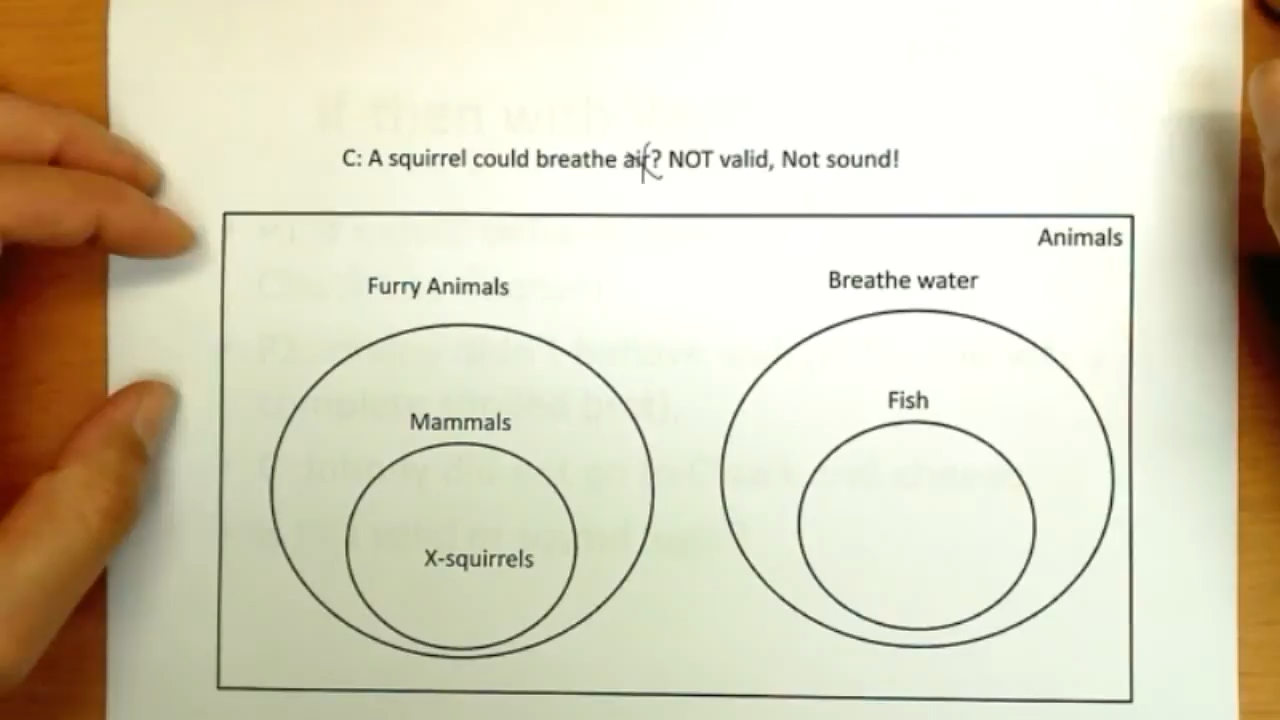 C: A squirrel could breathe air? NOT valid, Not sound!
Animals
Furry Animals
Breathe water
Mammals
Fish
X-squirrels